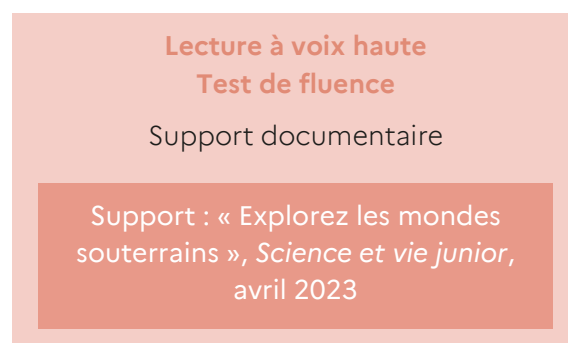 Lecture à voix haute
Test de fluence
Support documentaire
Support : « Explorez les mondes
souterrains », Science et vie junior,
avril 2023